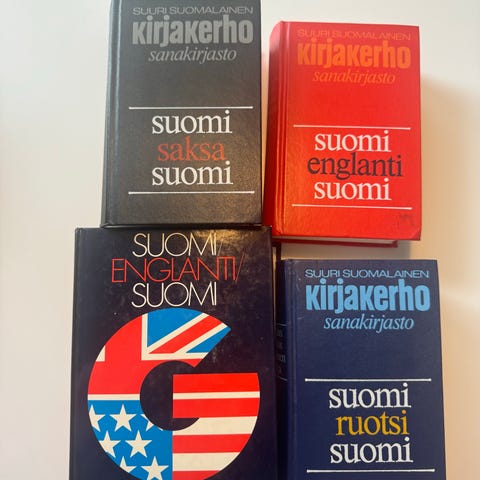 SUURI SUOMALAINEN
kirjakerho
sanakirjasto
suomi
saksa
suomi
SUURI SUOMALAINEN
kirjakerho
sanakirjasto
suomi
englanti
suomi
SUOMI/
ENGLANTI/
SUOMI
G
SUURI SUOMALAINEN
kirjakerho
sanakirjasto
suomi
ruotsi
suomi